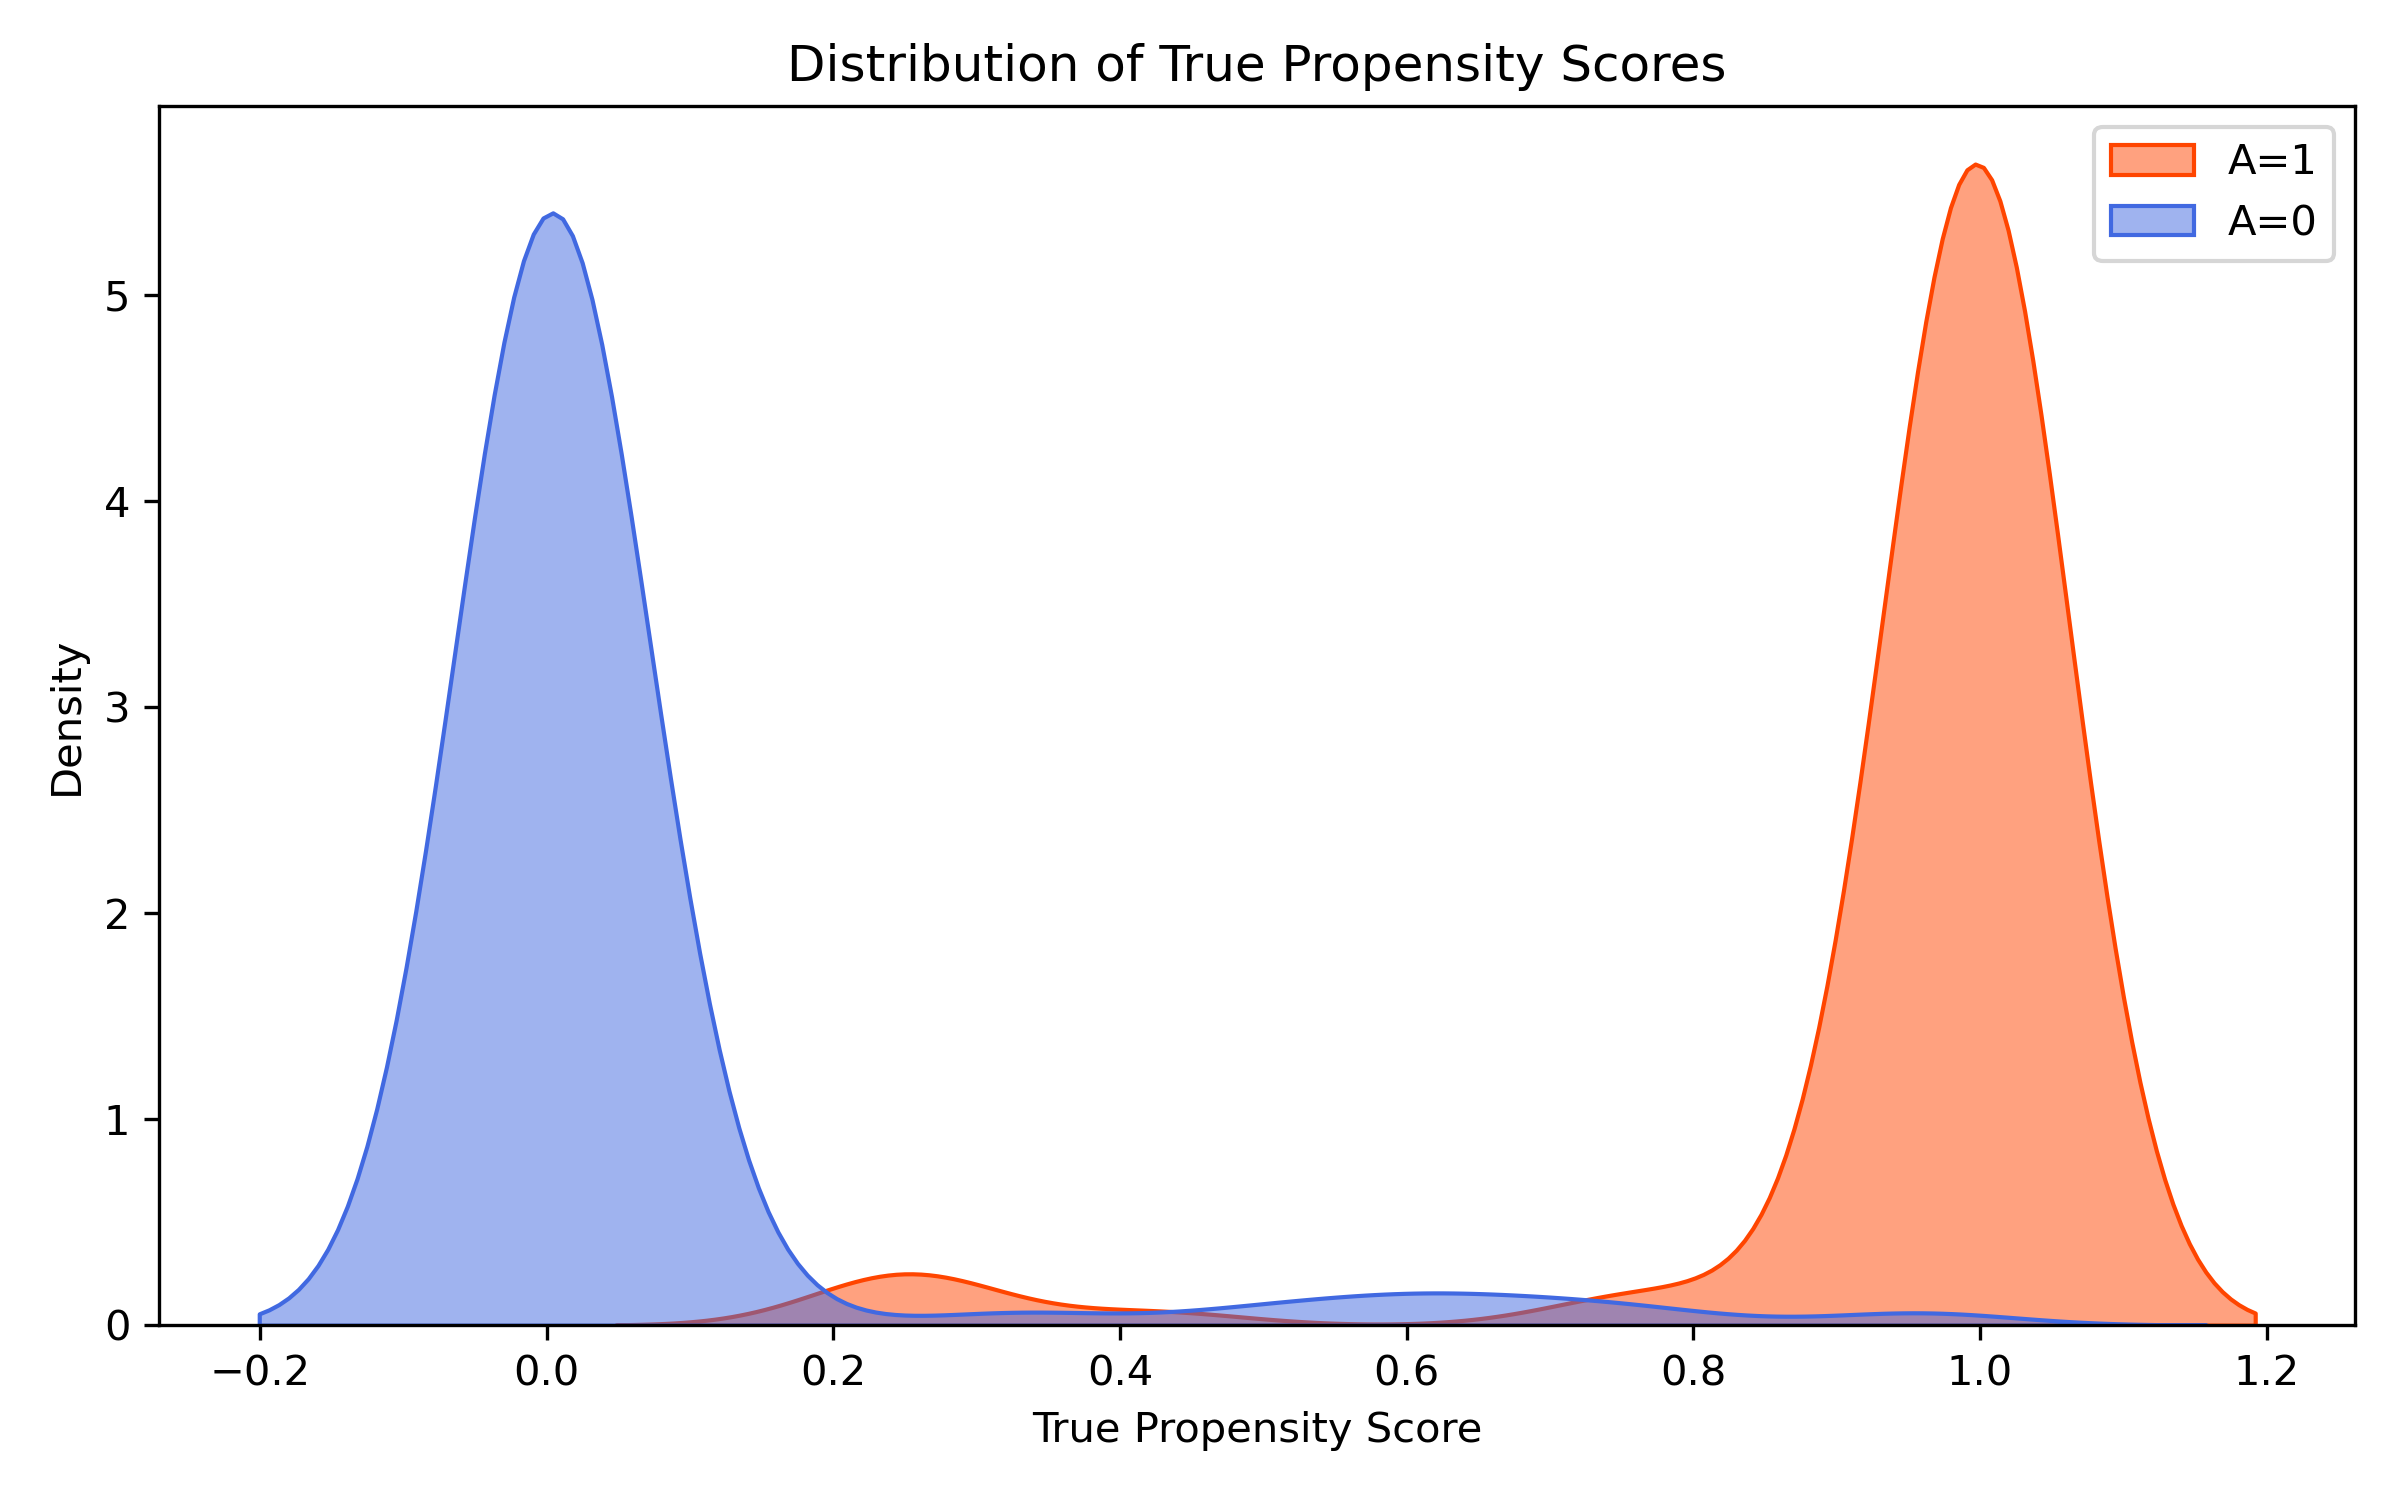 Distribution of True Propensity Scores
A=1
A=0
Density
5
4
3
2
1
0
−0.2 0.0 0.2 0.4 0.6 0.8 1.0 1.2
True Propensity Score